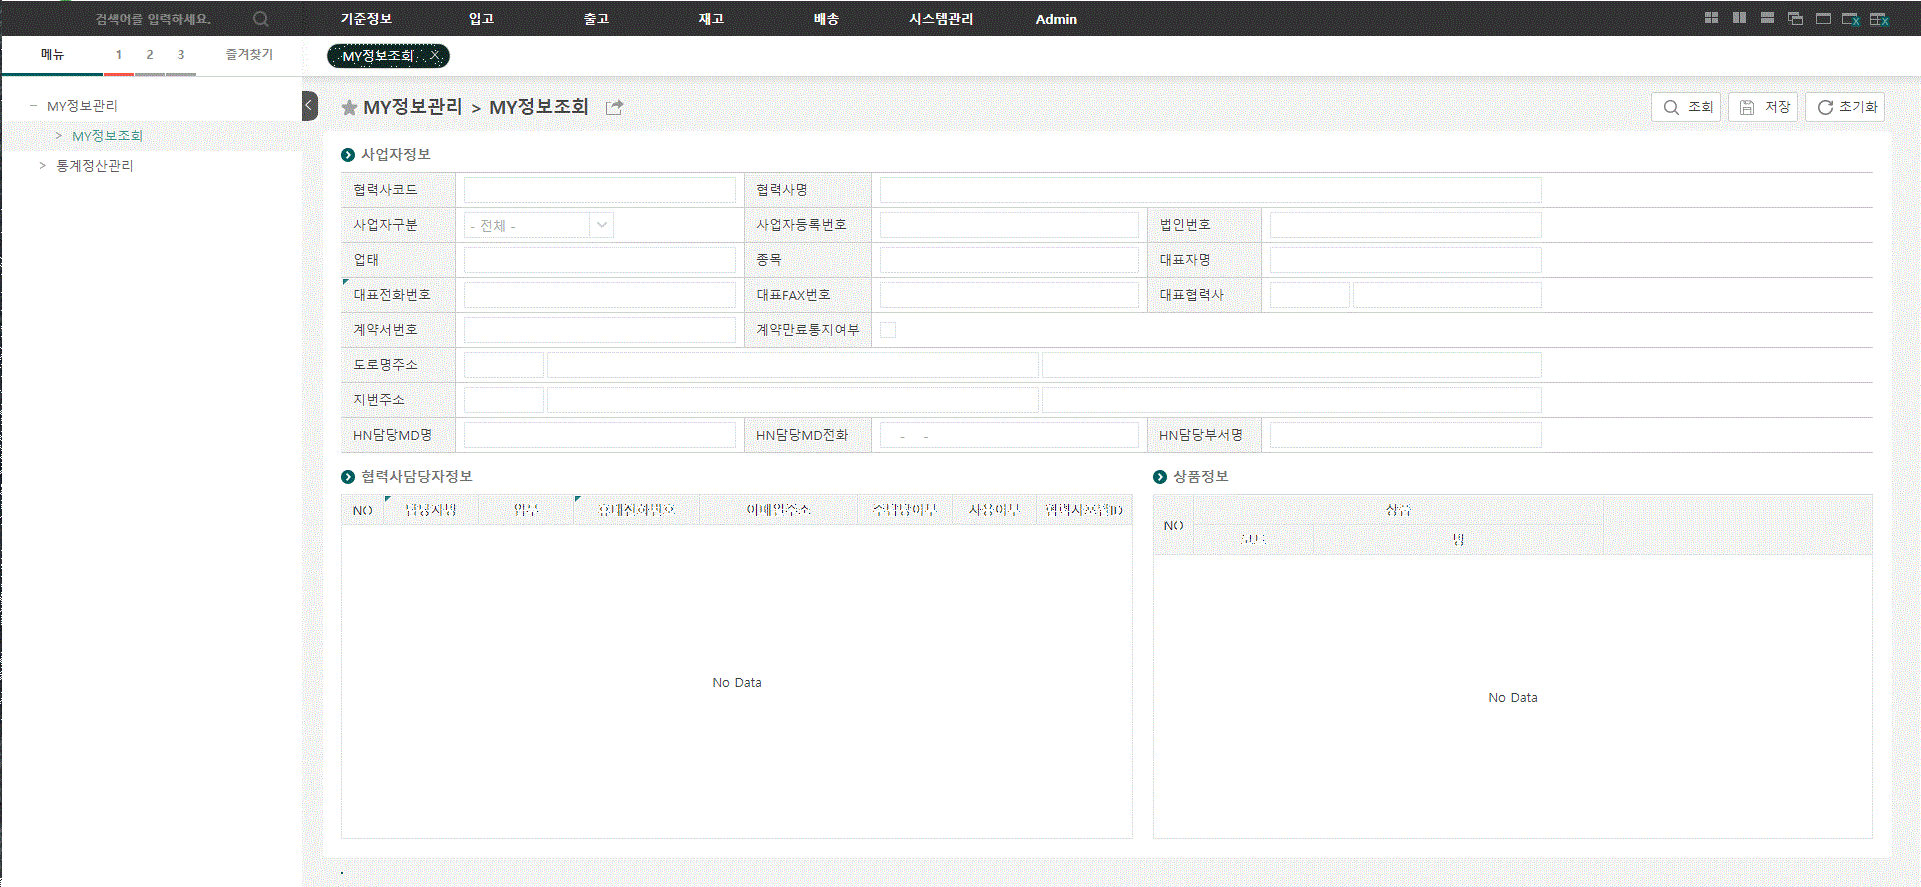 검색어를 입력하세요.
기준정보 입고 출고 재고 배송 시스템관리 Admin
메뉴 1 2 3 즐겨찾기
MY정보조회 X
MY정보관리
> MY정보조회
> 통계정산관리
MY정보관리 > MY정보조회
조회 저장 초기화
사업자정보
협력사코드 협력사명
사업자구분 - 전체 - 사업자등록번호 법인번호
업태 종목 대표자명
대표전화번호 대표FAX번호 대표협력사
계약서번호 계약만료통지여부
도로명주소
지번주소
HN담당MD명 HN담당MD전화 - - HN담당부서명
협력사담당자정보
NO 담당자명 업무 휴대전화번호 이메일주소 주담당여부 사용여부
No Data
상품정보
NO 상품
코드 명
No Data